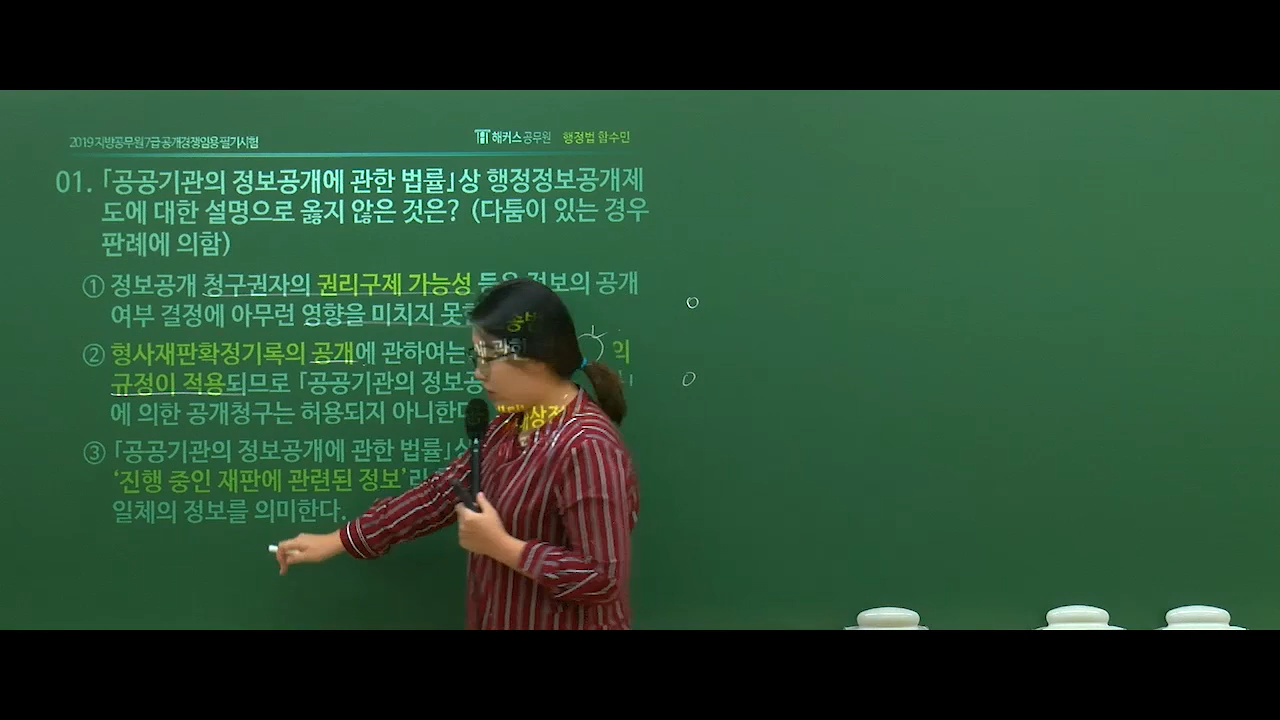 2019 지방공무원 7급 공개경쟁임용 필기시험
해커스공무원 행정법 함수민
01. 「공공기관의 정보공개에 관한 법률」상 행정정보공개제
도에 대한 설명으로 옳지 않은 것은? (다툼이 있는 경우
판례에 의함)
① 정보공개 청구권자의 권리구제 가능성 정보의 공개
여부 결정에 아무런 영향을 미치지
② 형사재판확정기록의 공개에 관하여는 의
규정이 적용되므로 「공공기관의
에 의한 공개청구는 허용되지
③ 「공공기관의 정보공개에 관한 법률」상
‘진행 중인 재판에 관련된 정보’
일체의 정보를 의미한다.